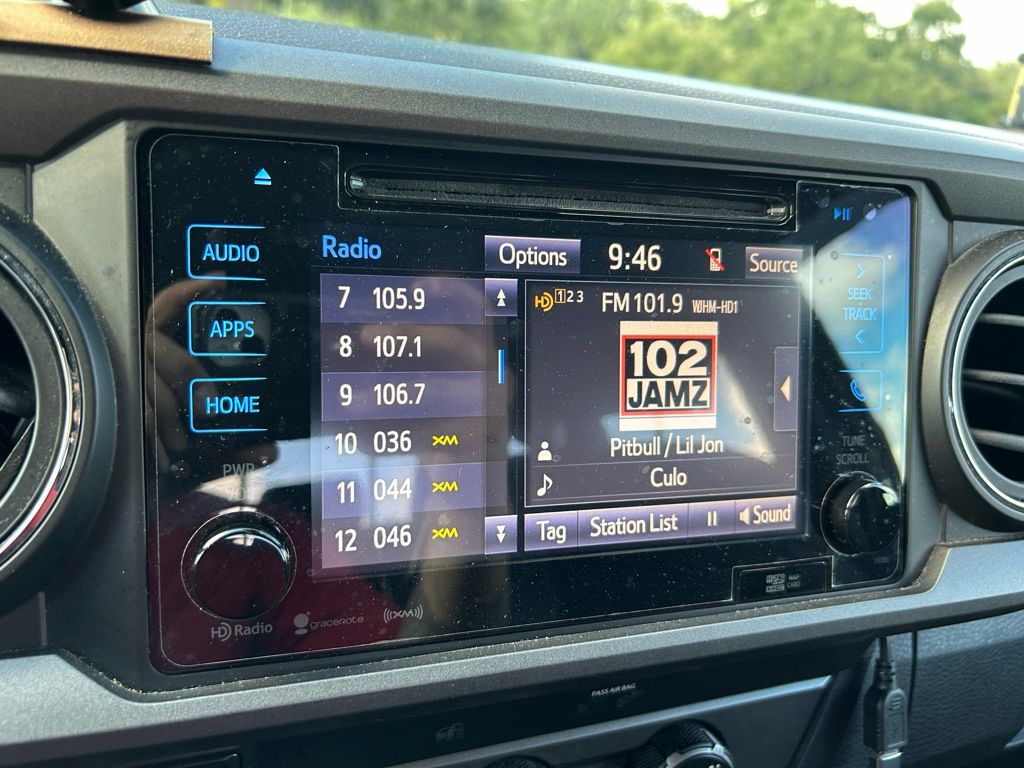 AUDIO
APPS
HOME
PWR
HD Radio
gracenote
((XM))
Radio
Options
9:46
Source
7 105.9
8 107.1
9 106.7
10 036 XM
11 044 XM
12 046 XM
HD 1 2 3
FM 101.9 WJHM-HD1
102
JAMZ
Pitbull / Lil Jon
Culo
Tag
Station List
Sound
SEEK
TRACK
TUNE
SCROLL
micro
MAP
CARD
PASS AIR BAG